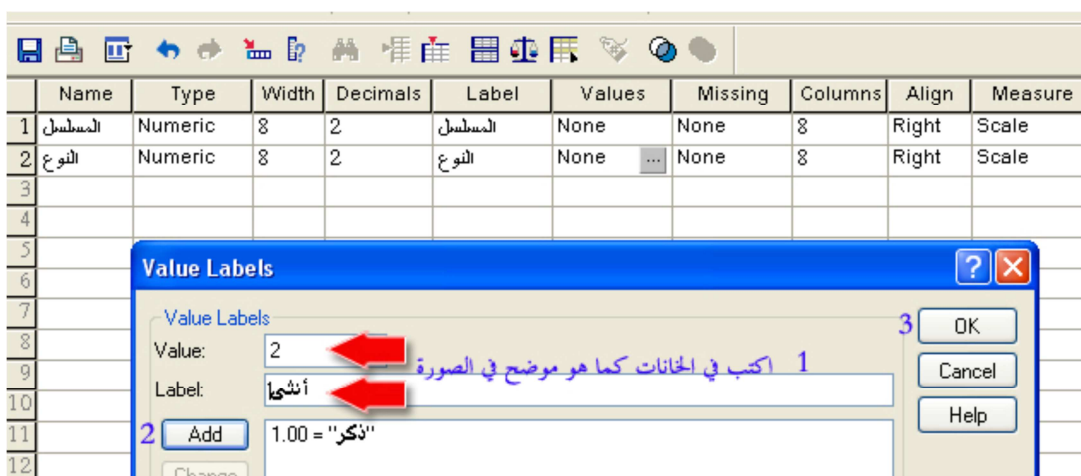 Name Type Width Decimals Label Values Missing Columns Align Measure
1 المسلسل Numeric 8 2 المسلسل None None 8 Right Scale
2 النوع Numeric 8 2 النوع None ... None 8 Right Scale
3
4
5
6
7
8
9
10
11
12
Value Labels
Value Labels
Value: 2
1 اكتب في الخانات كما هو موضح في الصورة
Label: أنثى
2 Add
1.00 = "ذكر"
Change
3 OK
Cancel
Help